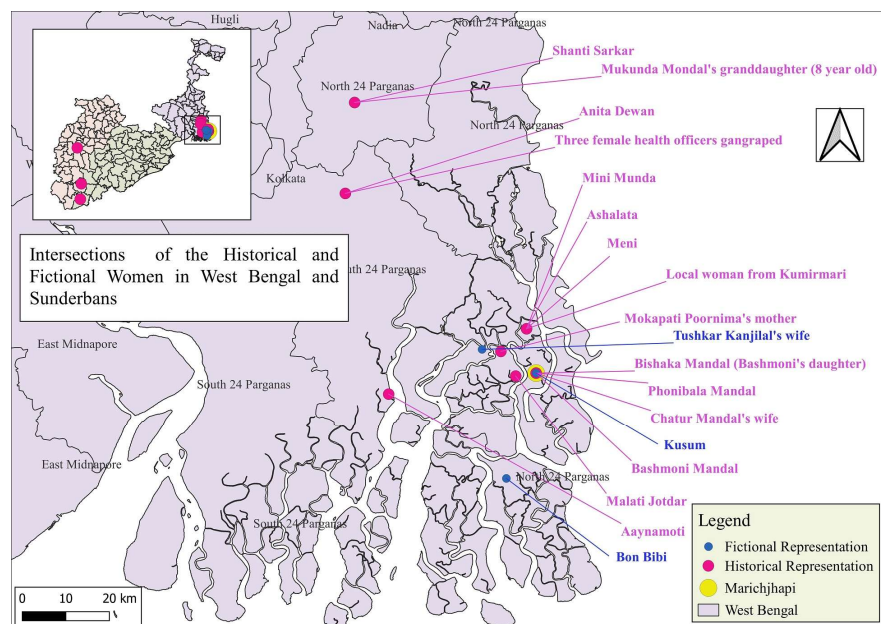 Hugli
Nadia
North 24 Parganas
Shanti Sarkar
Mukunda Mondal's granddaughter (8 year old)
North 24 Parganas
Anita Dewan
North 24 Parganas
Three female health officers gangraped
Kolkata
Mini Munda
Ashalata
Meni
Intersections of the Historical and
Fictional Women in West Bengal and
Sunderbans
24 Parganas
Local woman from Kumirmari
Mokapati Poornima's mother
Tushkar Kanjilal's wife
East Midnapore
Bishaka Mandal (Bashmoni's daughter)
South 24 Parganas
Phonibala Mandal
Chatur Mandal's wife
Kusum
East Midnapore
Bashmoni Mandal
North 24 Parganas
Malati Jotdar
South 24 Parganas
Aaynamoti
Bon Bibi
Legend
Fictional Representation
Historical Representation
Marichjhapi
West Bengal
0 10 20 km